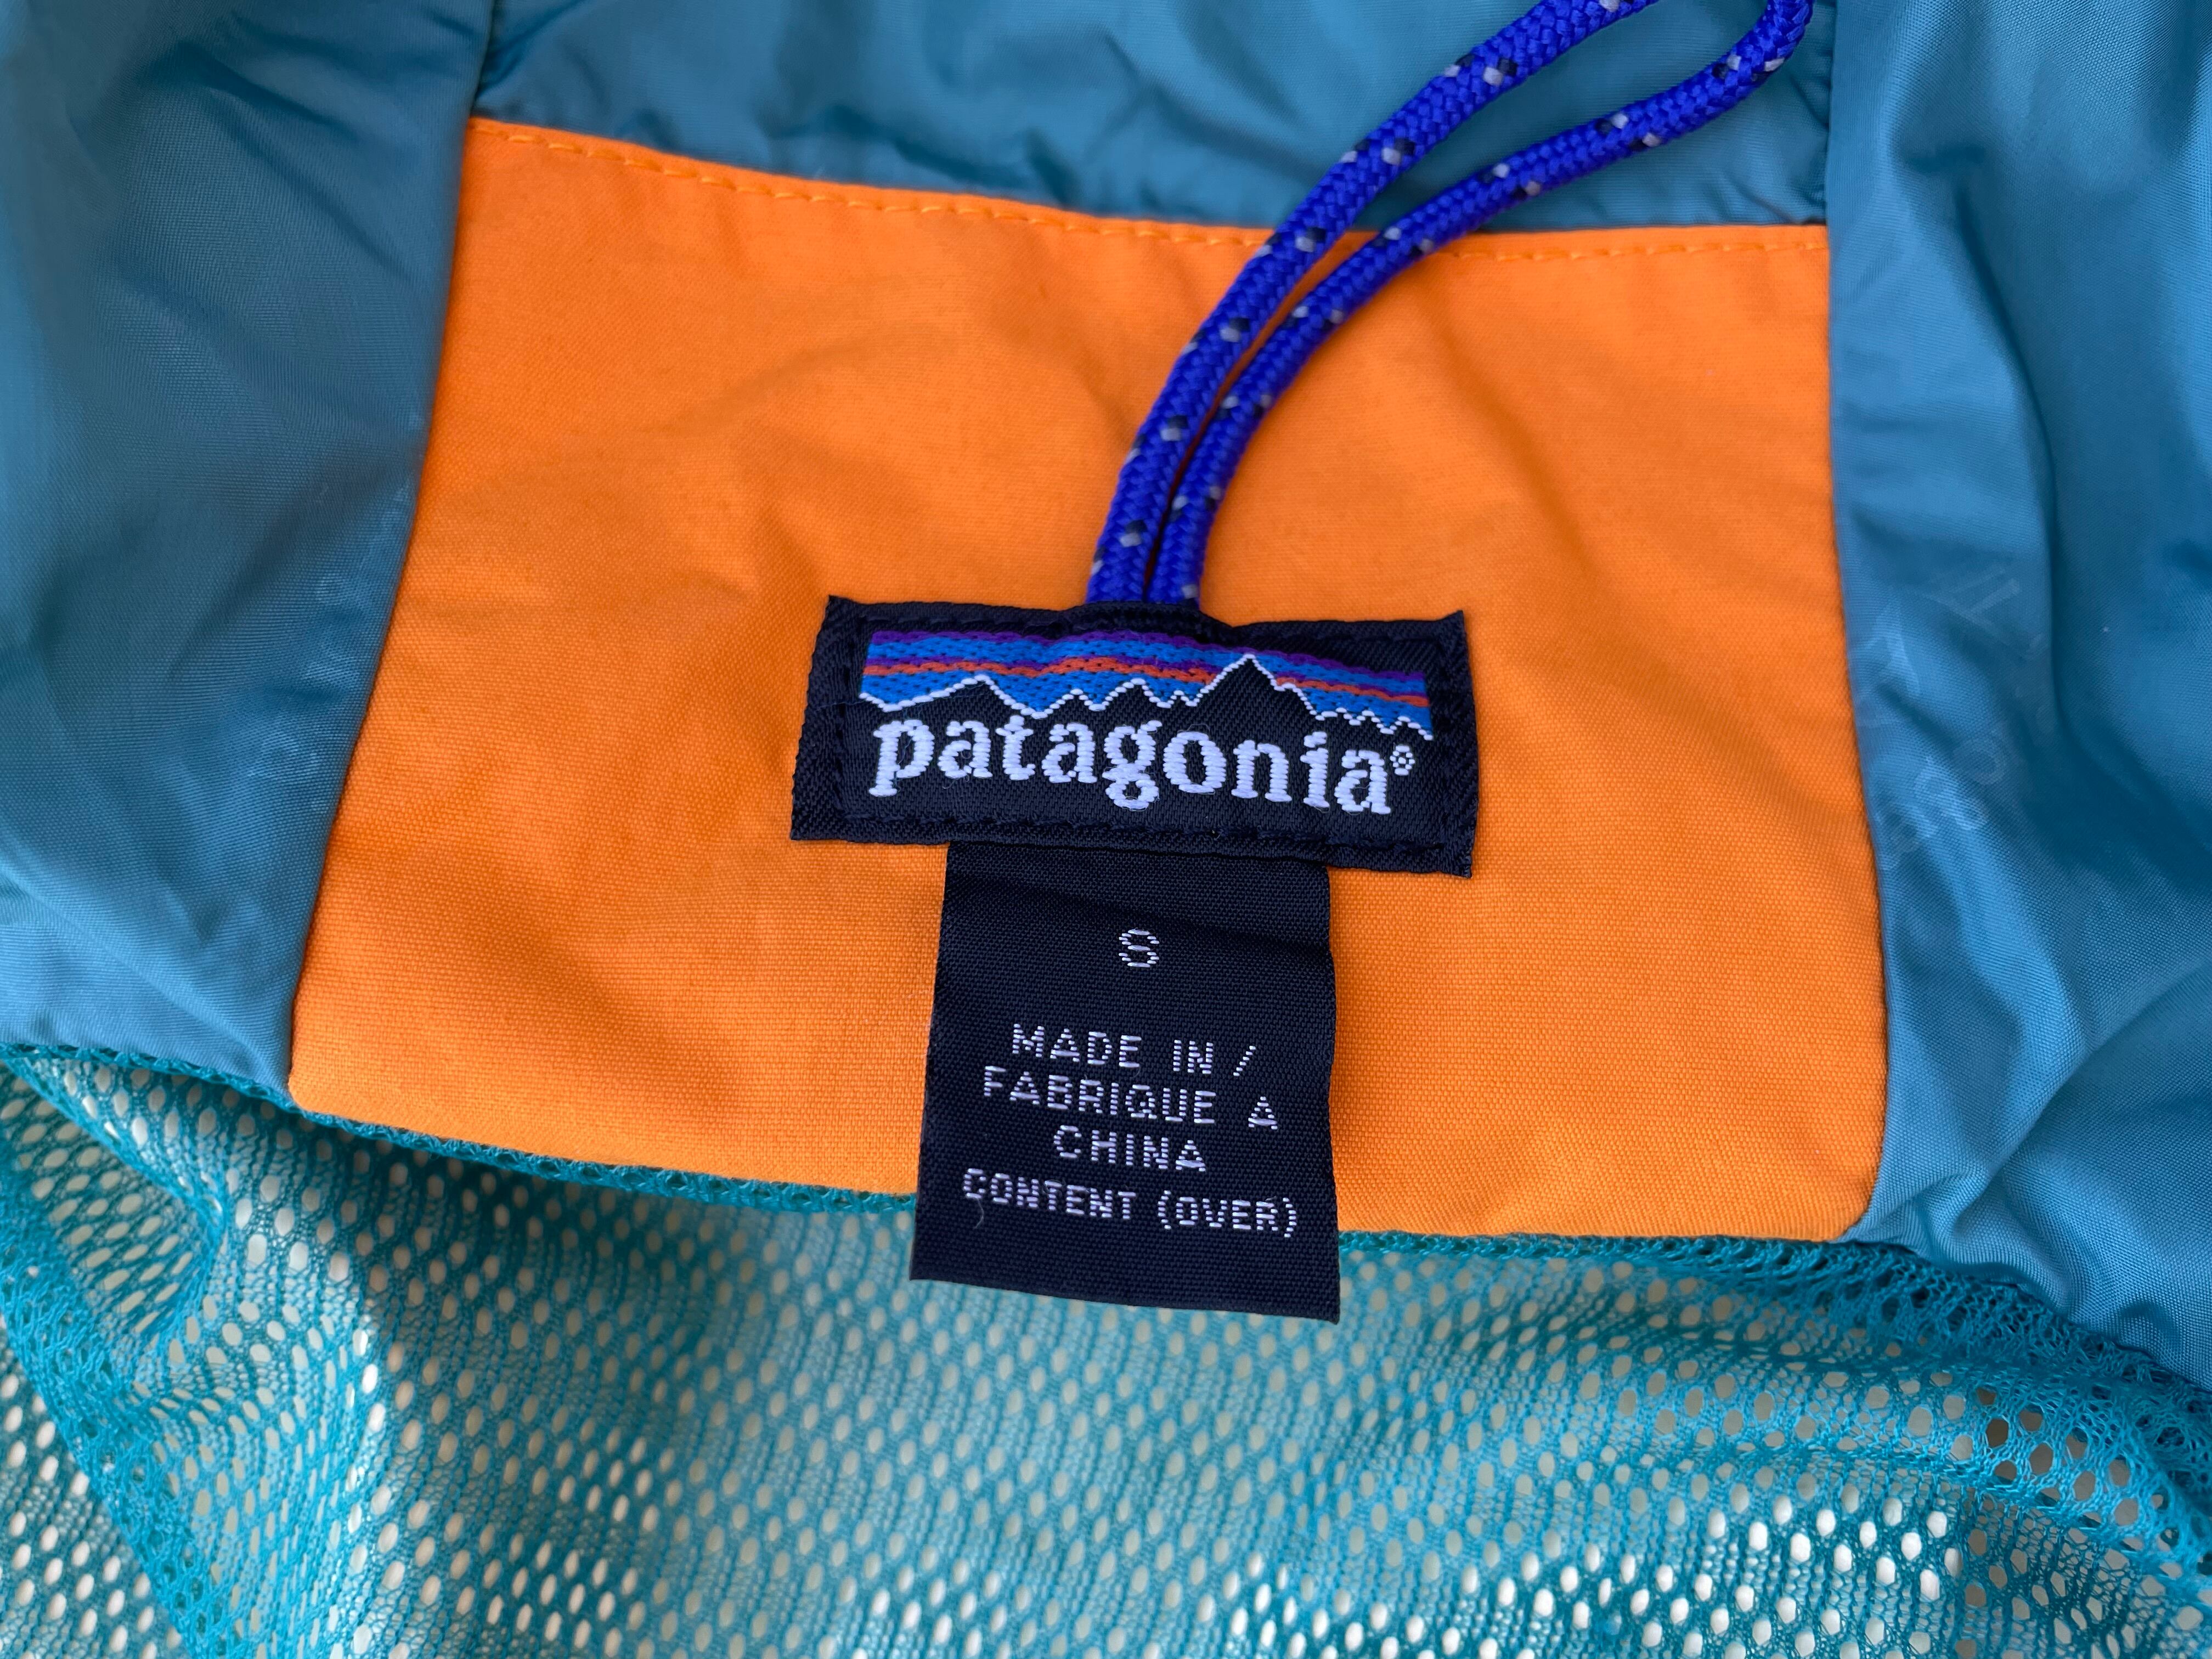 patagonia®
S
MADE IN /
FABRIQUE A
CHINA
CONTENT (OVER)